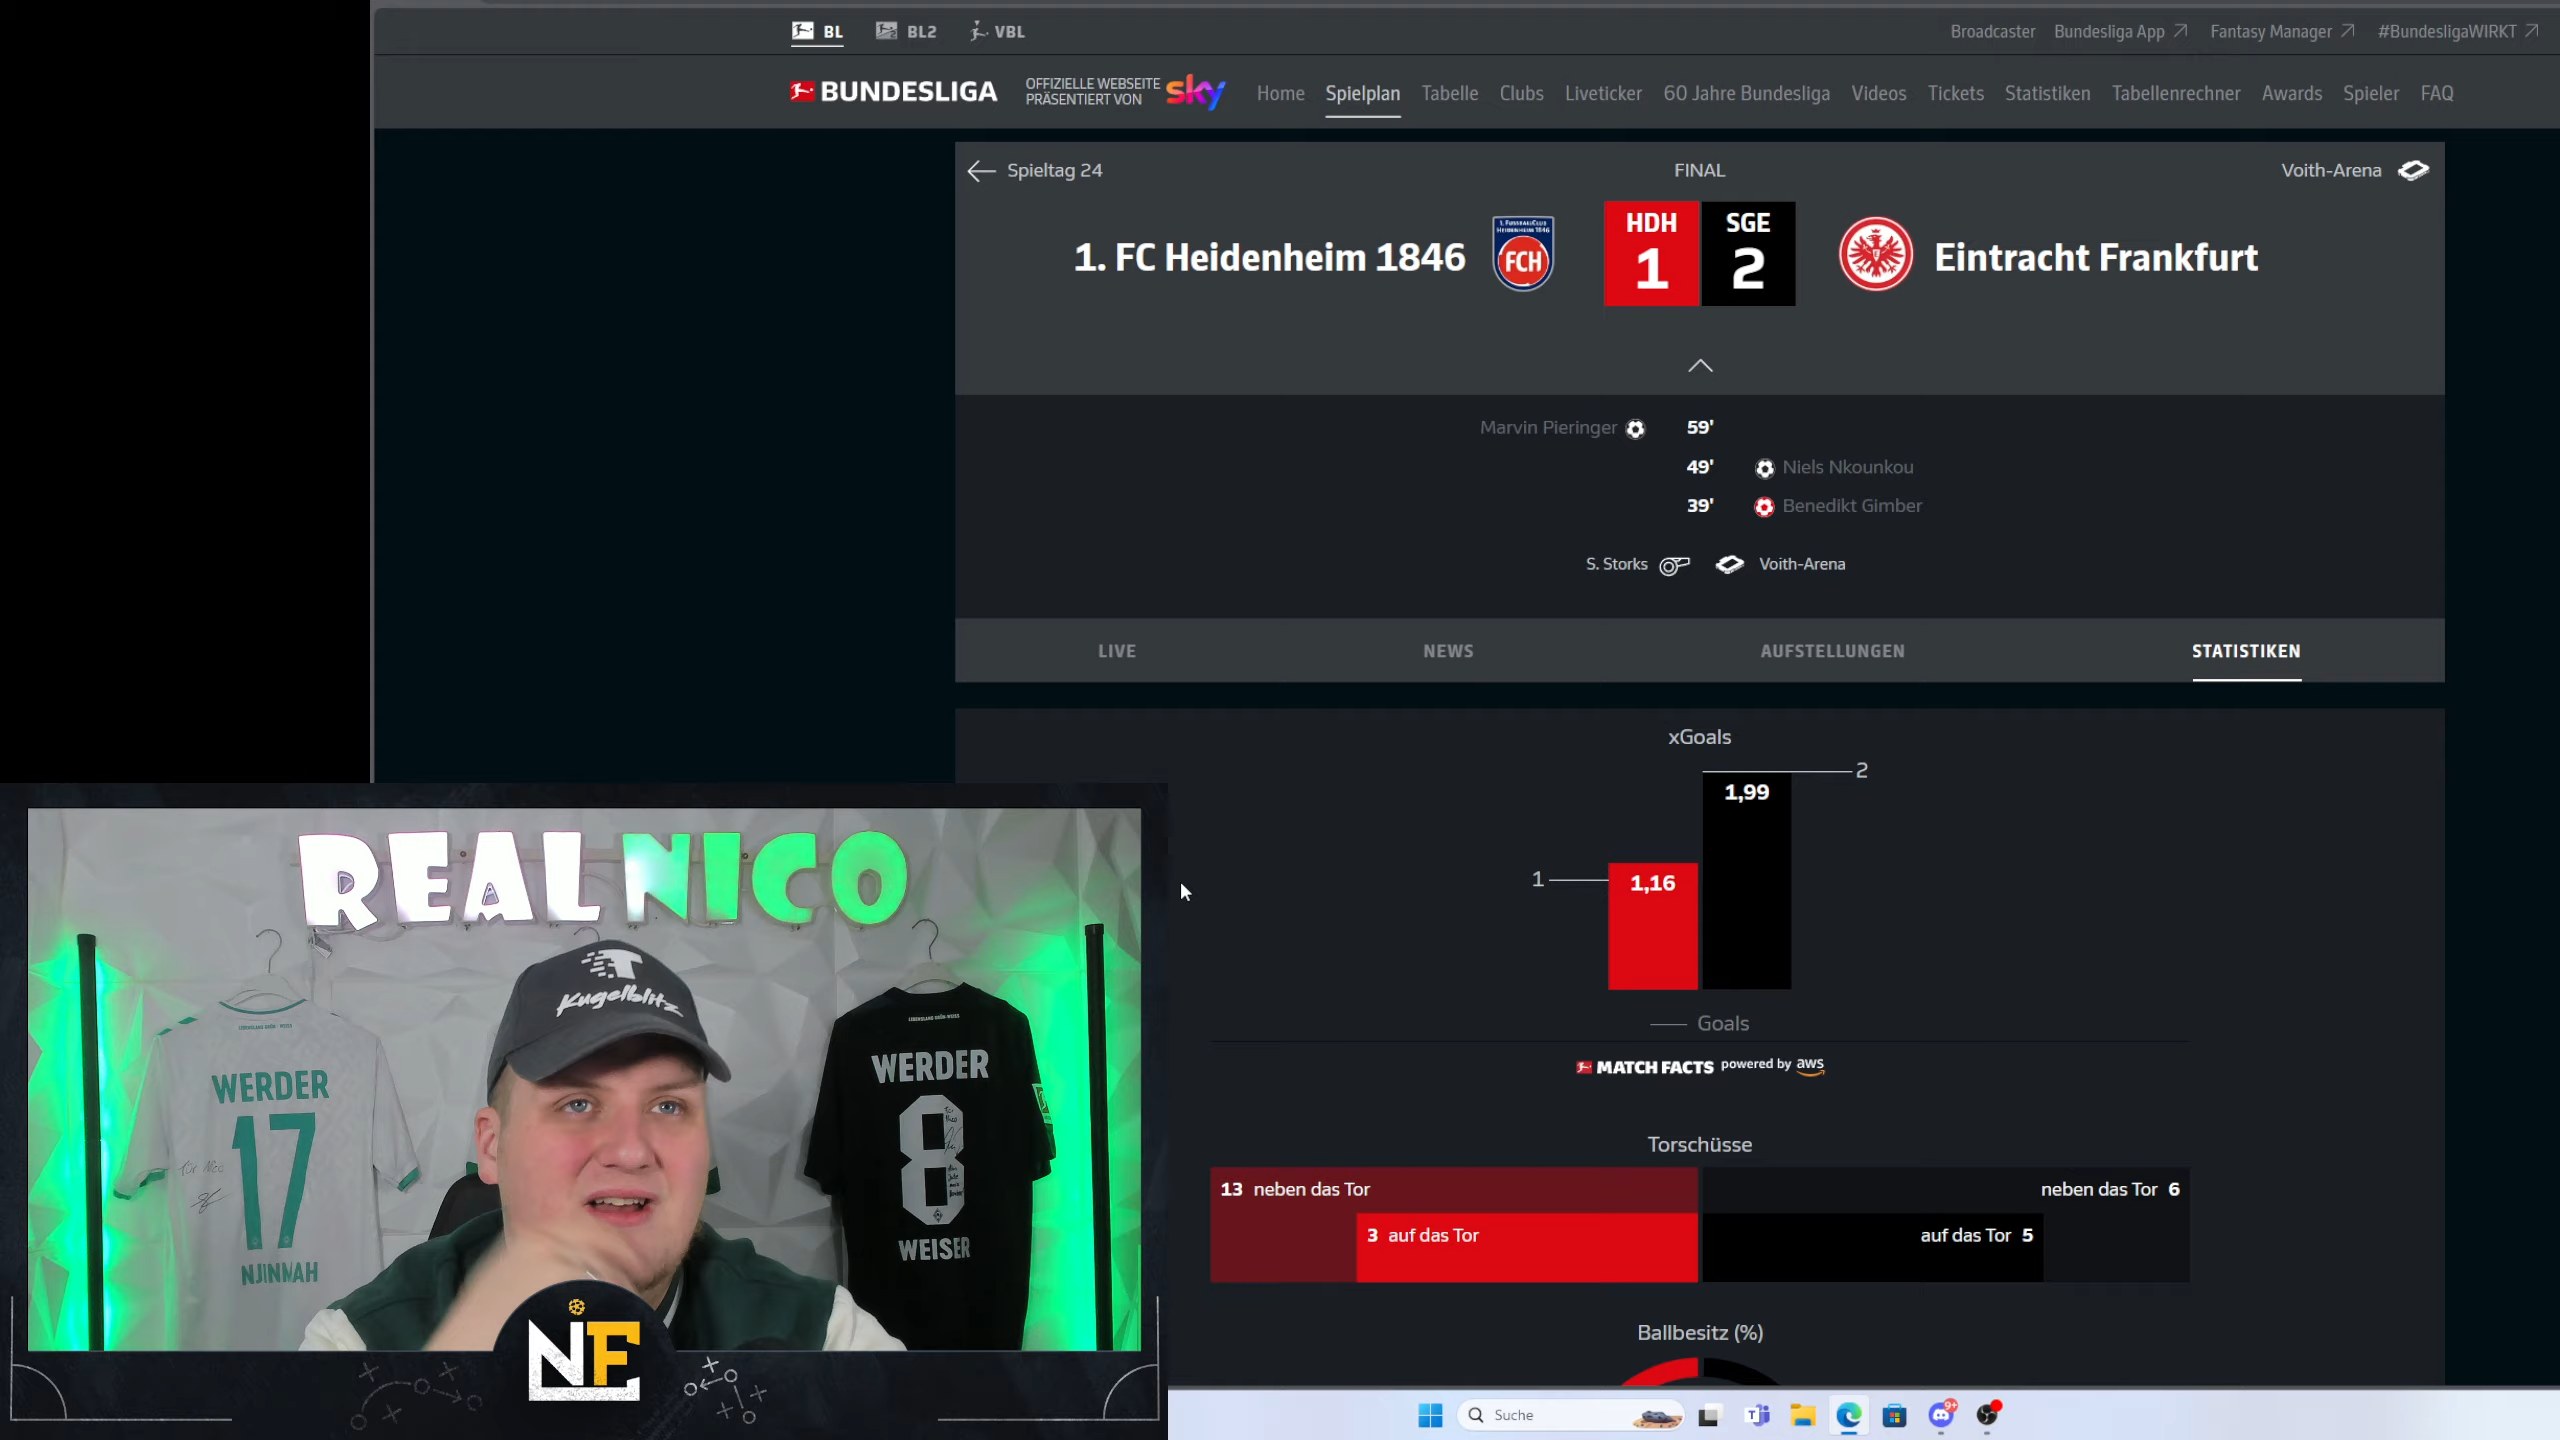 BL BL2 VBL Broadcaster Bundesliga App Fantasy Manager #BundesligaWIRKT
BUNDESLIGA OFFIZIELLE WEBSEITE PRÄSENTIERT VON sky Home Spielplan Tabelle Clubs Liveticker 60 Jahre Bundesliga Videos Tickets Statistiken Tabellenrechner Awards Spieler FAQ
Spieltag 24 FINAL Voith-Arena
1. FC Heidenheim 1846 FCH HDH 1 SGE 2 Eintracht Frankfurt
Marvin Pieringer 59'
49' Niels Nkounkou
39' Benedikt Gimber
S. Storks Voith-Arena
LIVE NEWS AUFSTELLUNGEN STATISTIKEN
xGoals
2
1,99
1 1,16
Goals
MATCH FACTS powered by aws
Torschüsse
13 neben das Tor neben das Tor 6
3 auf das Tor auf das Tor 5
Ballbesitz (%)
REALNICO
T
Kugelblitz
WERDER
17
NJINMAH
Für Nico
WERDER
8
WEISER
NF
Suche
9+